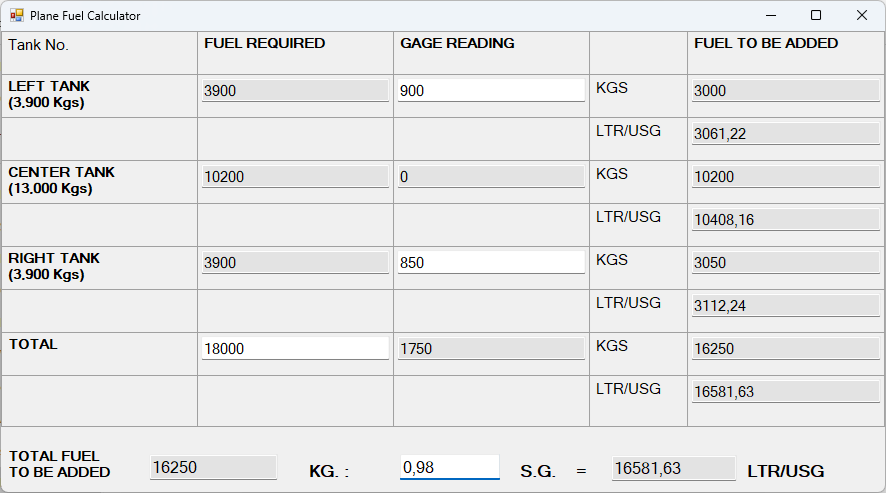 Plane Fuel Calculator
Tank No. FUEL REQUIRED GAGE READING FUEL TO BE ADDED
LEFT TANK
(3.900 Kgs) 3900 900 KGS 3000
LTR/USG 3061,22
CENTER TANK
(13.000 Kgs) 10200 0 KGS 10200
LTR/USG 10408,16
RIGHT TANK
(3.900 Kgs) 3900 850 KGS 3050
LTR/USG 3112,24
TOTAL 18000 1750 KGS 16250
LTR/USG 16581,63
TOTAL FUEL
TO BE ADDED 16250 KG. : 0,98 S.G. = 16581,63 LTR/USG